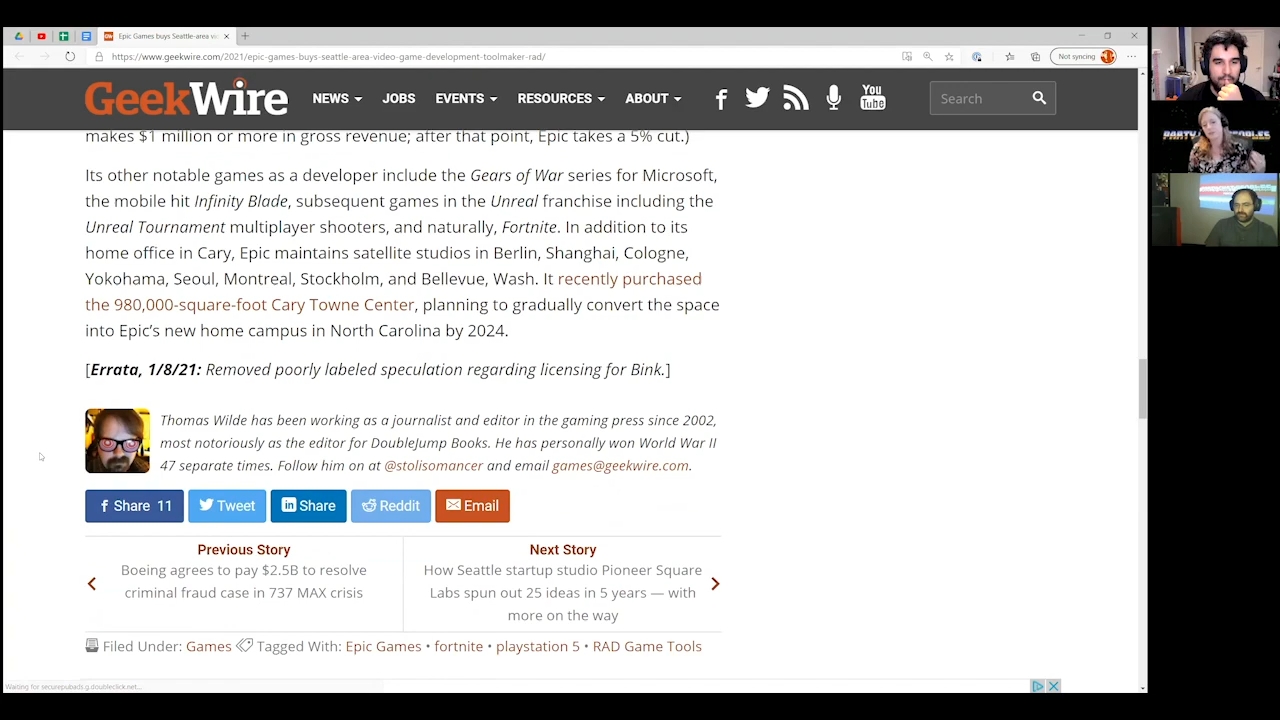 Epic Games buys Seattle-area vi
https://www.geekwire.com/2021/epic-games-buys-seattle-area-video-game-development-toolmaker-rad/
Not syncing
GeekWire NEWS JOBS EVENTS RESOURCES ABOUT You Tube Search
makes $1 million or more in gross revenue; after that point, Epic takes a 5% cut.)
Its other notable games as a developer include the Gears of War series for Microsoft,
the mobile hit Infinity Blade, subsequent games in the Unreal franchise including the
Unreal Tournament multiplayer shooters, and naturally, Fortnite. In addition to its
home office in Cary, Epic maintains satellite studios in Berlin, Shanghai, Cologne,
Yokohama, Seoul, Montreal, Stockholm, and Bellevue, Wash. It recently purchased
the 980,000-square-foot Cary Towne Center, planning to gradually convert the space
into Epic's new home campus in North Carolina by 2024.
[Errata, 1/8/21: Removed poorly labeled speculation regarding licensing for Bink.]
Thomas Wilde has been working as a journalist and editor in the gaming press since 2002,
most notoriously as the editor for DoubleJump Books. He has personally won World War II
47 separate times. Follow him on at @stolisomancer and email games@geekwire.com.
Share 11 Tweet Share Reddit Email
Previous Story
Boeing agrees to pay $2.5B to resolve
criminal fraud case in 737 MAX crisis
Next Story
How Seattle startup studio Pioneer Square
Labs spun out 25 ideas in 5 years — with
more on the way
Filed Under: Games Tagged With: Epic Games • fortnite • playstation 5 • RAD Game Tools
Waiting for securepubads.g.doubleclick.net...